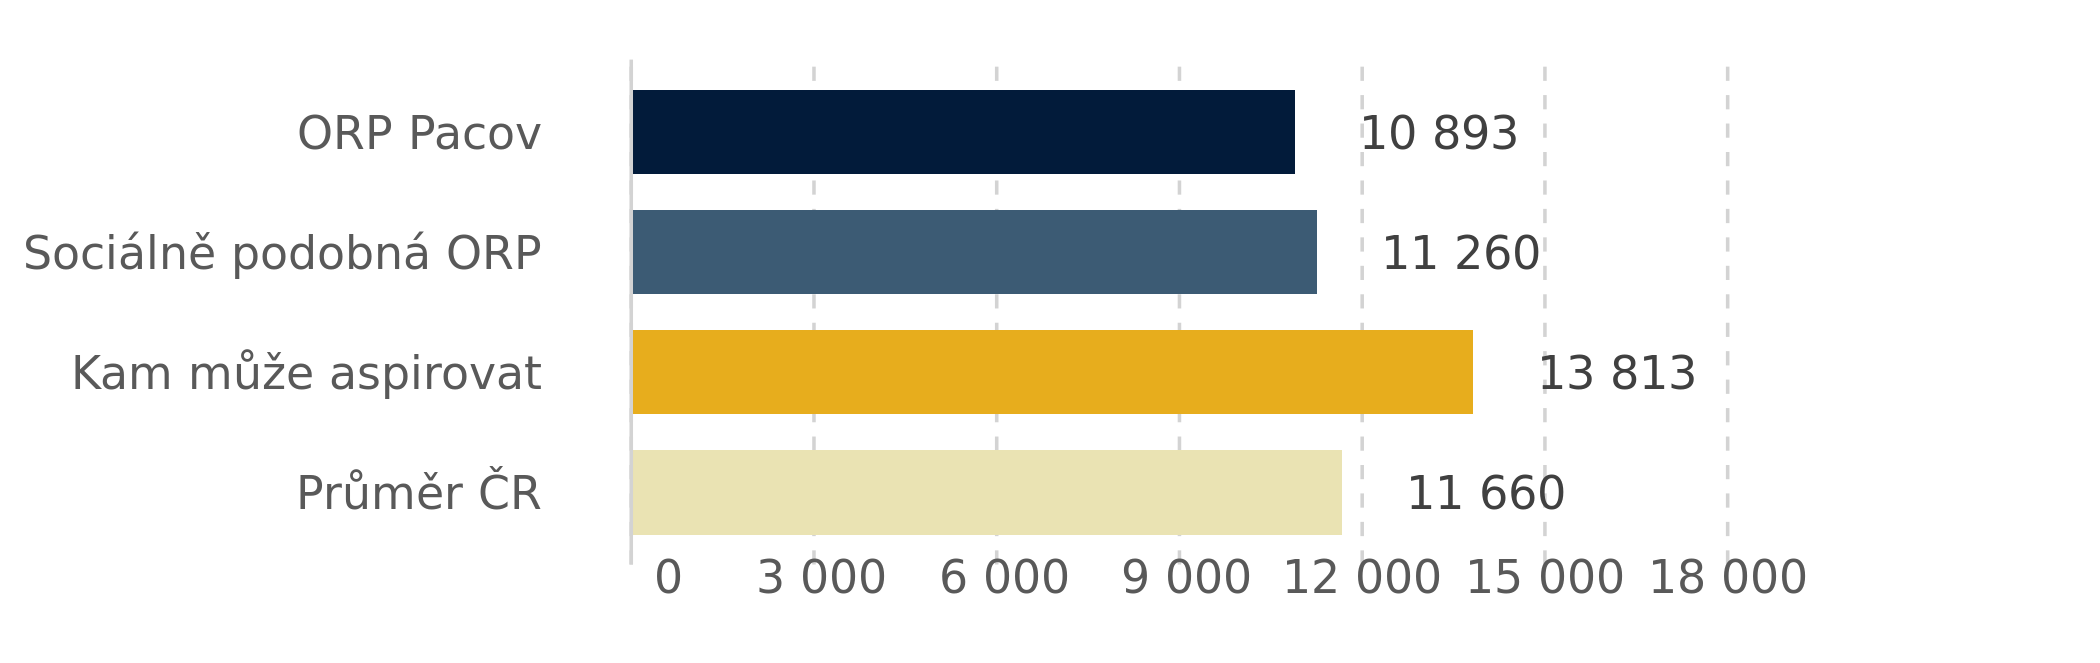 ORP Pacov 10 893
Sociálně podobná ORP 11 260
Kam může aspirovat 13 813
Průměr ČR 11 660
0 3 000 6 000 9 000 12 000 15 000 18 000